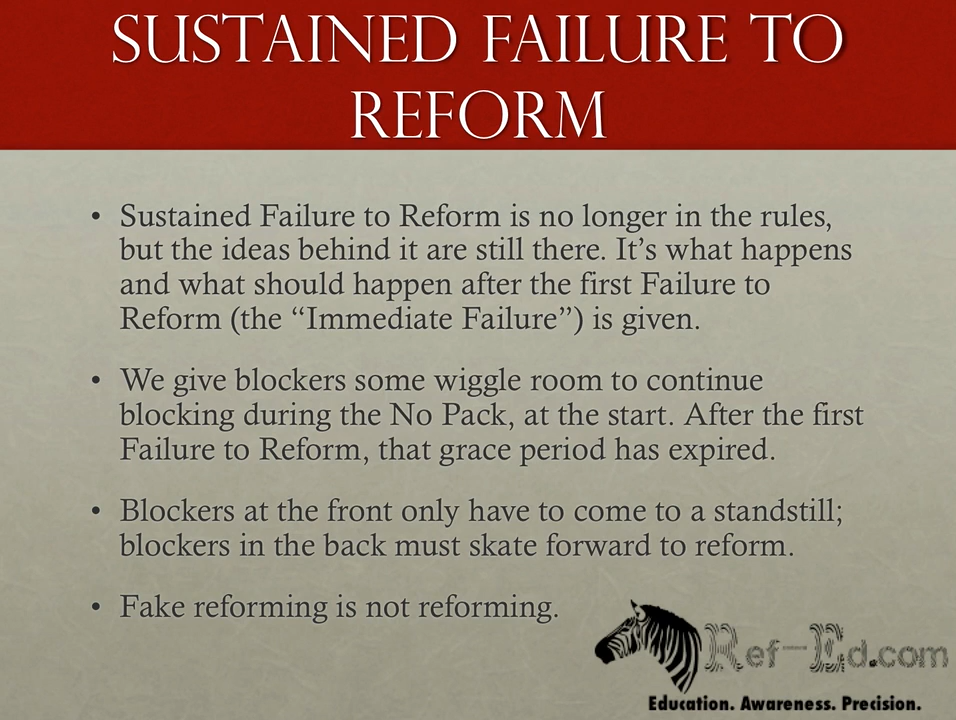 SUSTAINED FAILURE TO
REFORM
• Sustained Failure to Reform is no longer in the rules,
but the ideas behind it are still there. It’s what happens
and what should happen after the first Failure to
Reform (the “Immediate Failure”) is given.
• We give blockers some wiggle room to continue
blocking during the No Pack, at the start. After the first
Failure to Reform, that grace period has expired.
• Blockers at the front only have to come to a standstill;
blockers in the back must skate forward to reform.
• Fake reforming is not reforming.
Ref-Ed.com
Education. Awareness. Precision.